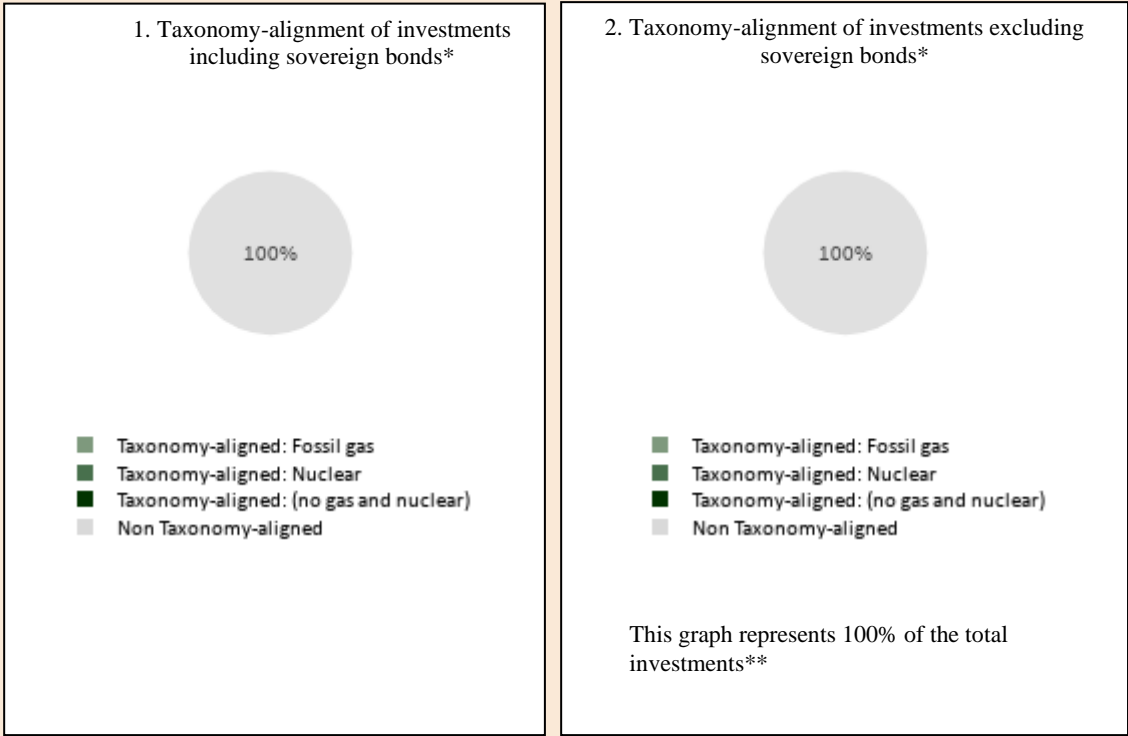 1. Taxonomy-alignment of investments
including sovereign bonds*
100%
Taxonomy-aligned: Fossil gas
Taxonomy-aligned: Nuclear
Taxonomy-aligned: (no gas and nuclear)
Non Taxonomy-aligned
2. Taxonomy-alignment of investments excluding
sovereign bonds*
100%
Taxonomy-aligned: Fossil gas
Taxonomy-aligned: Nuclear
Taxonomy-aligned: (no gas and nuclear)
Non Taxonomy-aligned
This graph represents 100% of the total
investments**